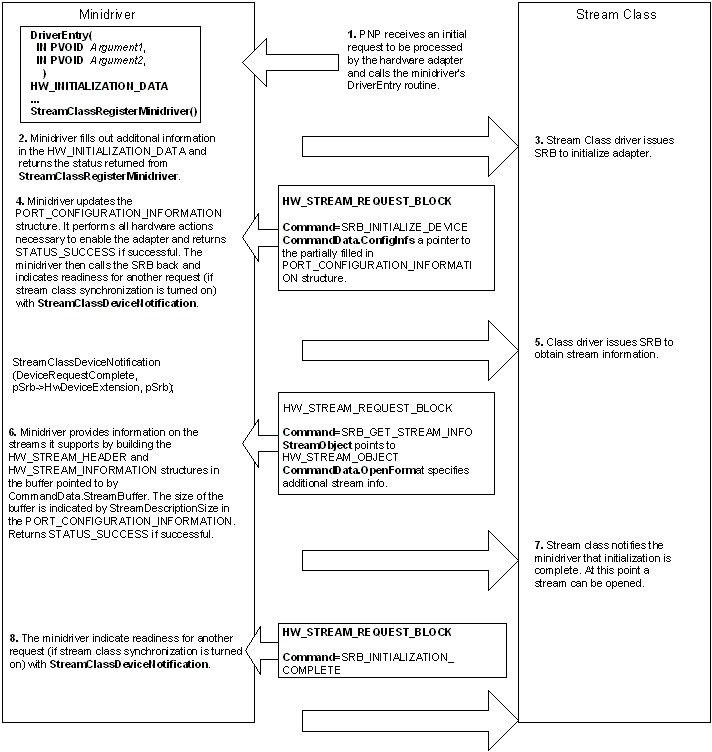 Minidriver
Stream Class
DriverEntry(
IN PVOID Argument1,
IN PVOID Argument2,
)
HW_INITIALIZATION_DATA
...
StreamClassRegisterMinidriver()
1. PNP receives an initial
request to be processed
by the hardware adapter
and calls the minidriver's
DriverEntry routine.
2. Minidriver fills out additonal information
in the HW_INITIALIZATION_DATA and
returns the status returned from
StreamClassRegisterMinidriver.
3. Stream Class driver issues
SRB to initialize adapter.
4. Minidriver updates the
PORT_CONFIGURATION_INFORMATION
structure. It performs all hardware actions
necessary to enable the adapter and returns
STATUS_SUCCESS if successful. The
minidriver then calls the SRB back and
indicates readiness for another request (if
stream class synchronization is turned on)
with StreamClassDeviceNotification.
HW_STREAM_REQUEST_BLOCK
Command=SRB_INITIALIZE_DEVICE
CommandData.ConfigInfs a pointer to
the partially filled in
PORT_CONFIGURATION_INFORMATI
ON structure.
5. Class driver issues SRB to
obtain stream information.
StreamClassDeviceNotification
(DeviceRequestComplete,
pSrb->HwDeviceExtension, pSrb);
HW_STREAM_REQUEST_BLOCK
Command=SRB_GET_STREAM_INFO
StreamObject points to
HW_STREAM_OBJECT
CommandData.OpenFormat specifies
additional stream info.
6. Minidriver provides information on the
streams it supports by building the
HW_STREAM_HEADER and
HW_STREAM_INFORMATION structures in
the buffer pointed to by
CommandData.StreamBuffer. The size of the
buffer is indicated by StreamDescriptionSize in
the PORT_CONFIGURATION_INFORMATION.
Returns STATUS_SUCCESS if successful.
7. Stream class notifies the
minidriver that initialization is
complete. At this point a
stream can be opened.
8. The minidriver indicate readiness for another
request (if stream class synchronization is turned
on) with StreamClassDeviceNotification.
HW_STREAM_REQUEST_BLOCK
Command=SRB_INITIALIZATION_
COMPLETE